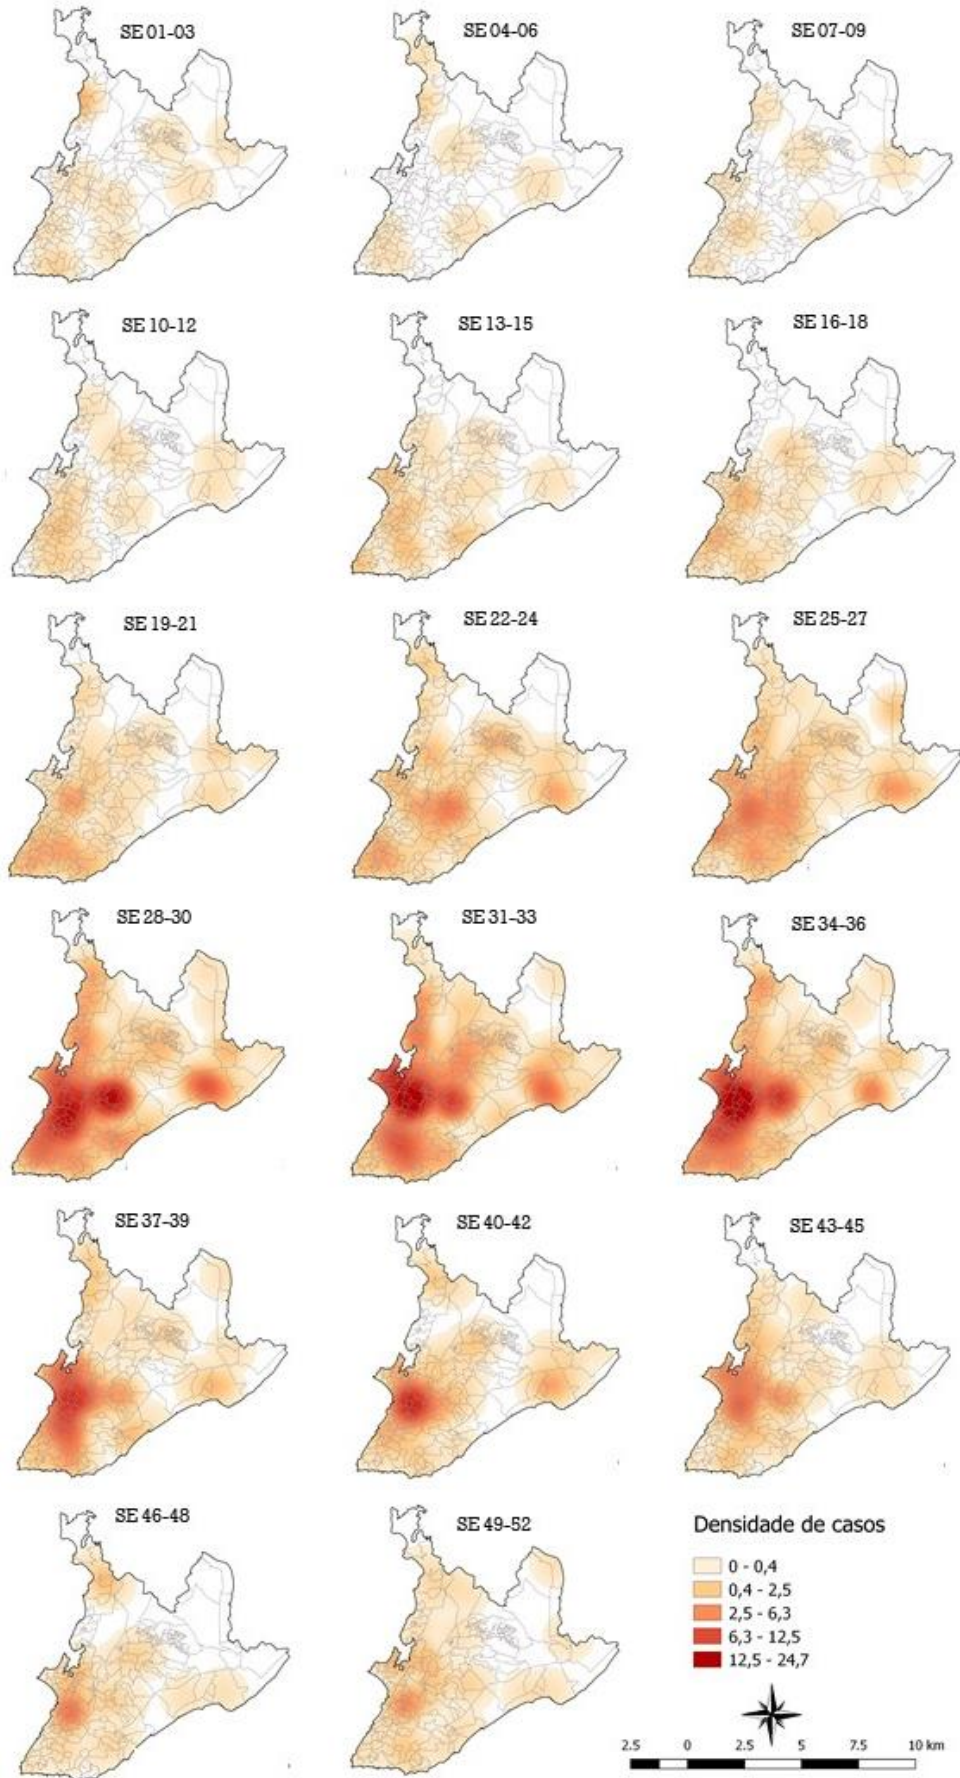 SE 01-03
SE 04-06
SE 07-09
SE 10-12
SE 13-15
SE 16-18
SE 19-21
SE 22-24
SE 25-27
SE 28-30
SE 31-33
SE 34-36
SE 37-39
SE 40-42
SE 43-45
SE 46-48
SE 49-52
Densidade de casos
0 - 0,4
0,4 - 2,5
2,5 - 6,3
6,3 - 12,5
12,5 - 24,7
2.5 0 2.5 5 7.5 10 km